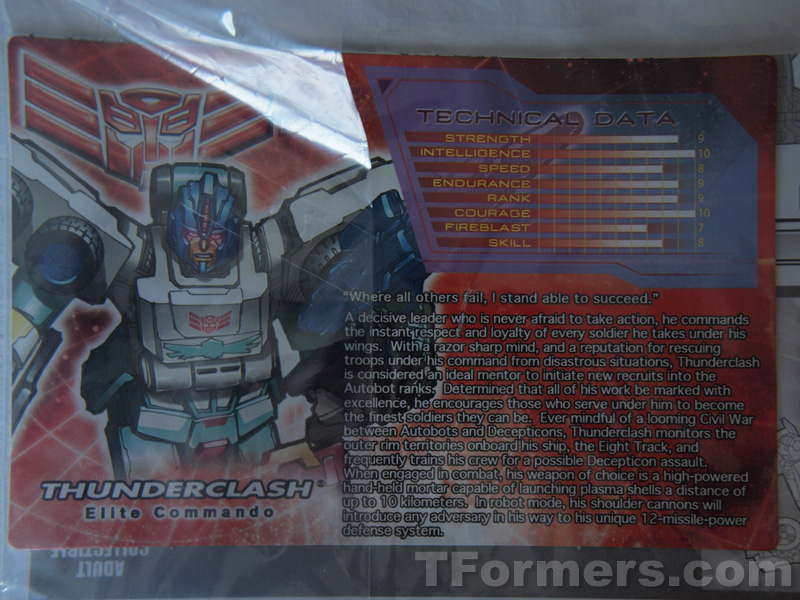 TECHNICAL DATA
STRENGTH 9
INTELLIGENCE 10
SPEED 8
ENDURANCE 9
RANK 9
COURAGE 10
FIREBLAST 7
SKILL 8
"Where all others fail, I stand able to succeed."
A decisive leader who is never afraid to take action, he commands
the instant respect and loyalty of every soldier he takes under his
wings. With a razor sharp mind, and a reputation for rescuing
troops under his command from disastrous situations, Thunderclash
is considered an ideal mentor to initiate new recruits into the
Autobot ranks. Determined that all of his work be marked with
excellence, he encourages those who serve under him to become
the finest soldiers they can be. Ever mindful of a looming Civil War
between Autobots and Decepticons, Thunderclash monitors the
outer rim territories onboard his ship, the Eight Track, and
frequently trains his crew for a possible Decepticon assault.
When engaged in combat, his weapon of choice is a high-powered
hand-held mortar capable of launching plasma shells a distance of
up to 10 kilometers. In robot mode, his shoulder cannons will
introduce any adversary in his way to his unique 12-missile-power
defense system.
THUNDERCLASH®
Elite Commando
ADULT
COLLECTIBLE
TFormers.com